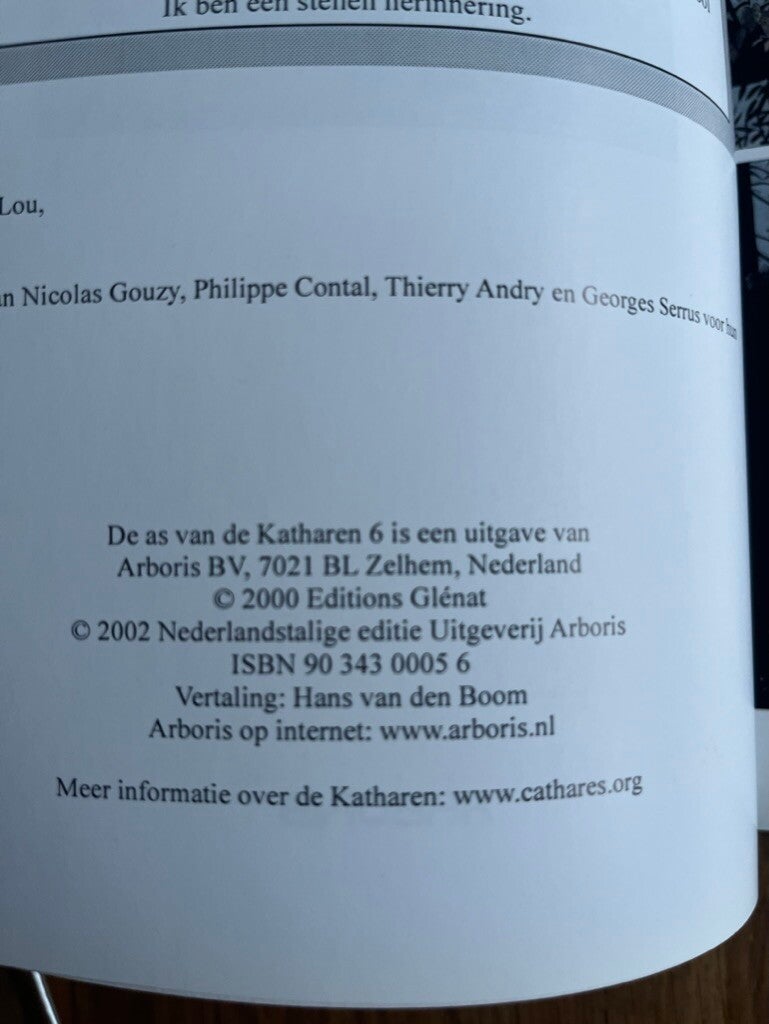 Ik ben een herinnering.
Lou,
Nicolas Gouzy, Philippe Contal, Thierry Andry en Georges Serrus voor hun
De as van de Katharen 6 is een uitgave van
Arboris BV, 7021 BL Zelhem, Nederland
© 2000 Editions Glénat
© 2002 Nederlandstalige editie Uitgeverij Arboris
ISBN 90 343 0005 6
Vertaling: Hans van den Boom
Arboris op internet: www.arboris.nl
Meer informatie over de Katharen: www.cathares.org